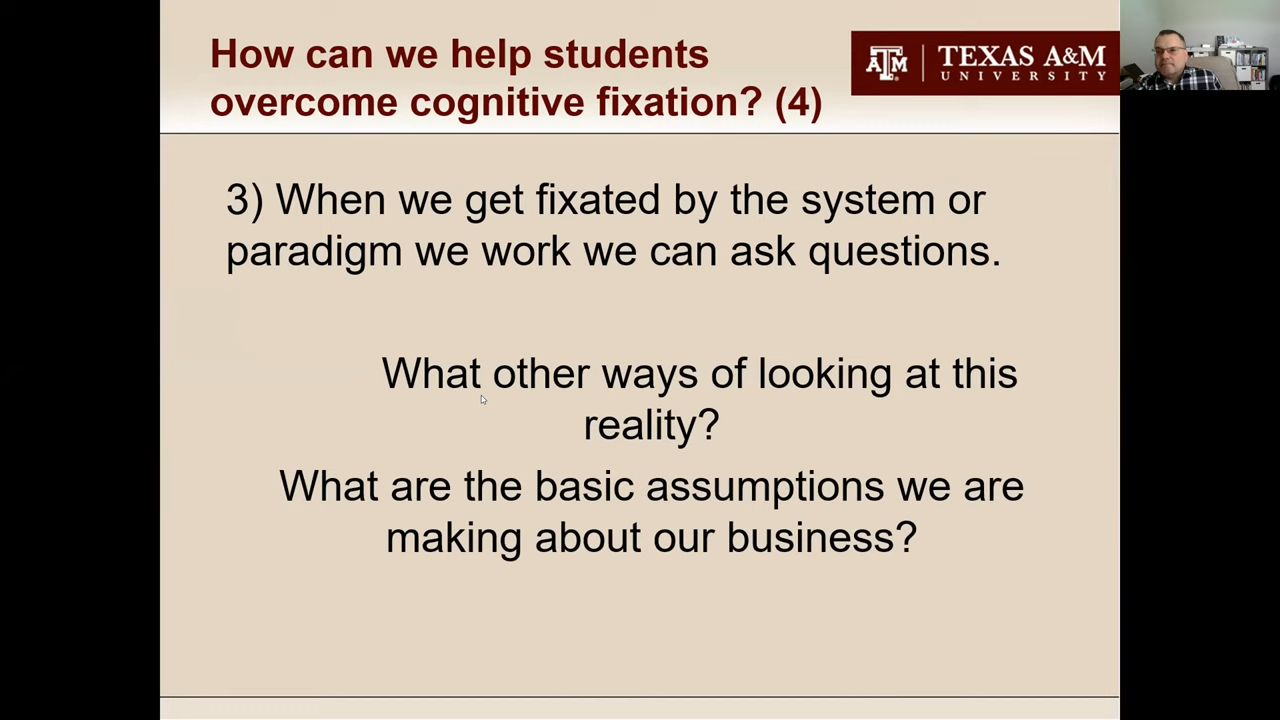 How can we help students
overcome cognitive fixation? (4)
ATM
TEXAS A&M
UNIVERSITY
3) When we get fixated by the system or
paradigm we work we can ask questions.
What other ways of looking at this
reality?
What are the basic assumptions we are
making about our business?